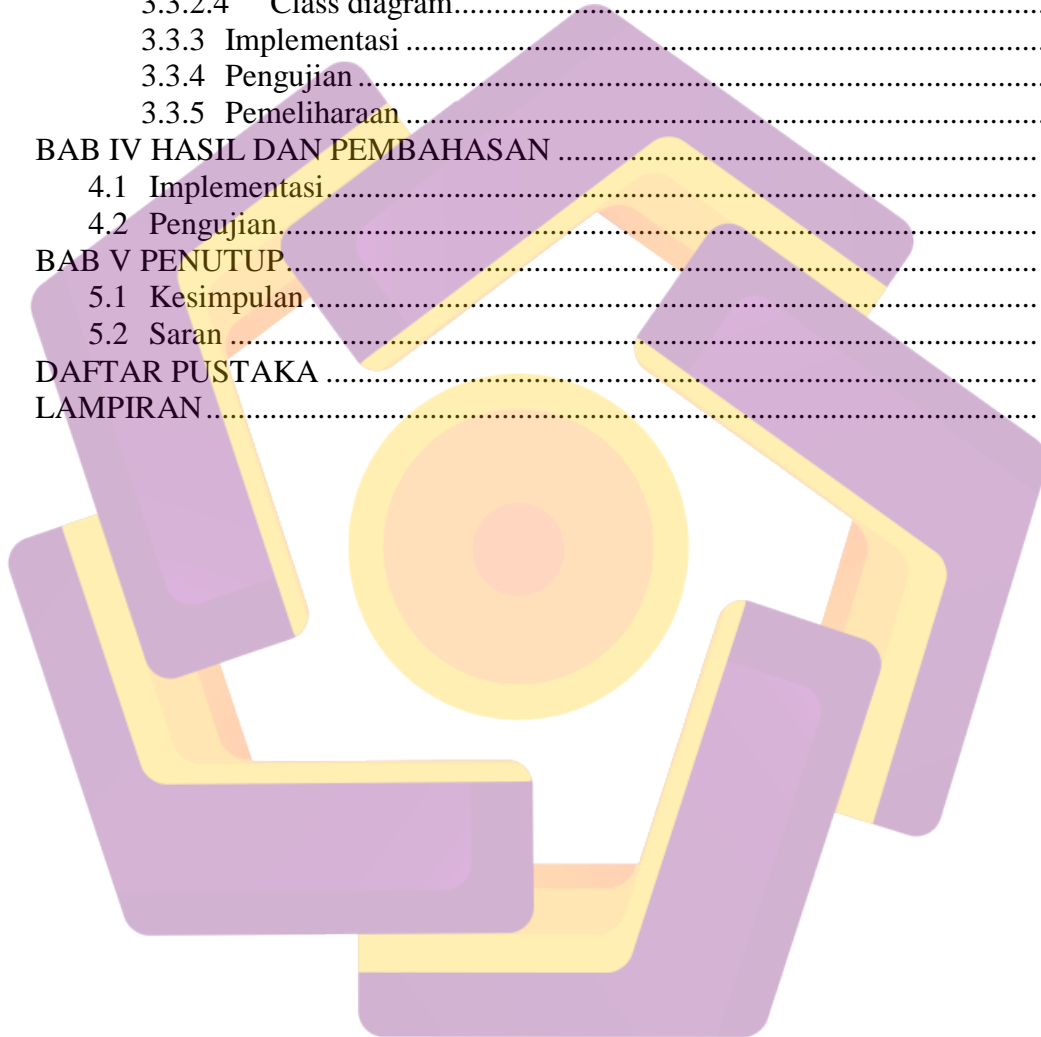 3.3.2.4 Class diagram........................................................................
3.3.3 Implementasi ..............................................................................
3.3.4 Pengujian ....................................................................................
3.3.5 Pemeliharaan ..............................................................................
BAB IV HASIL DAN PEMBAHASAN ..........................................................
4.1 Implementasi.....................................................................................
4.2 Pengujian...........................................................................................
BAB V PENUTUP..........................................................................................
5.1 Kesimpulan .......................................................................................
5.2 Saran .................................................................................................
DAFTAR PUSTAKA .....................................................................................
LAMPIRAN....................................................................................................